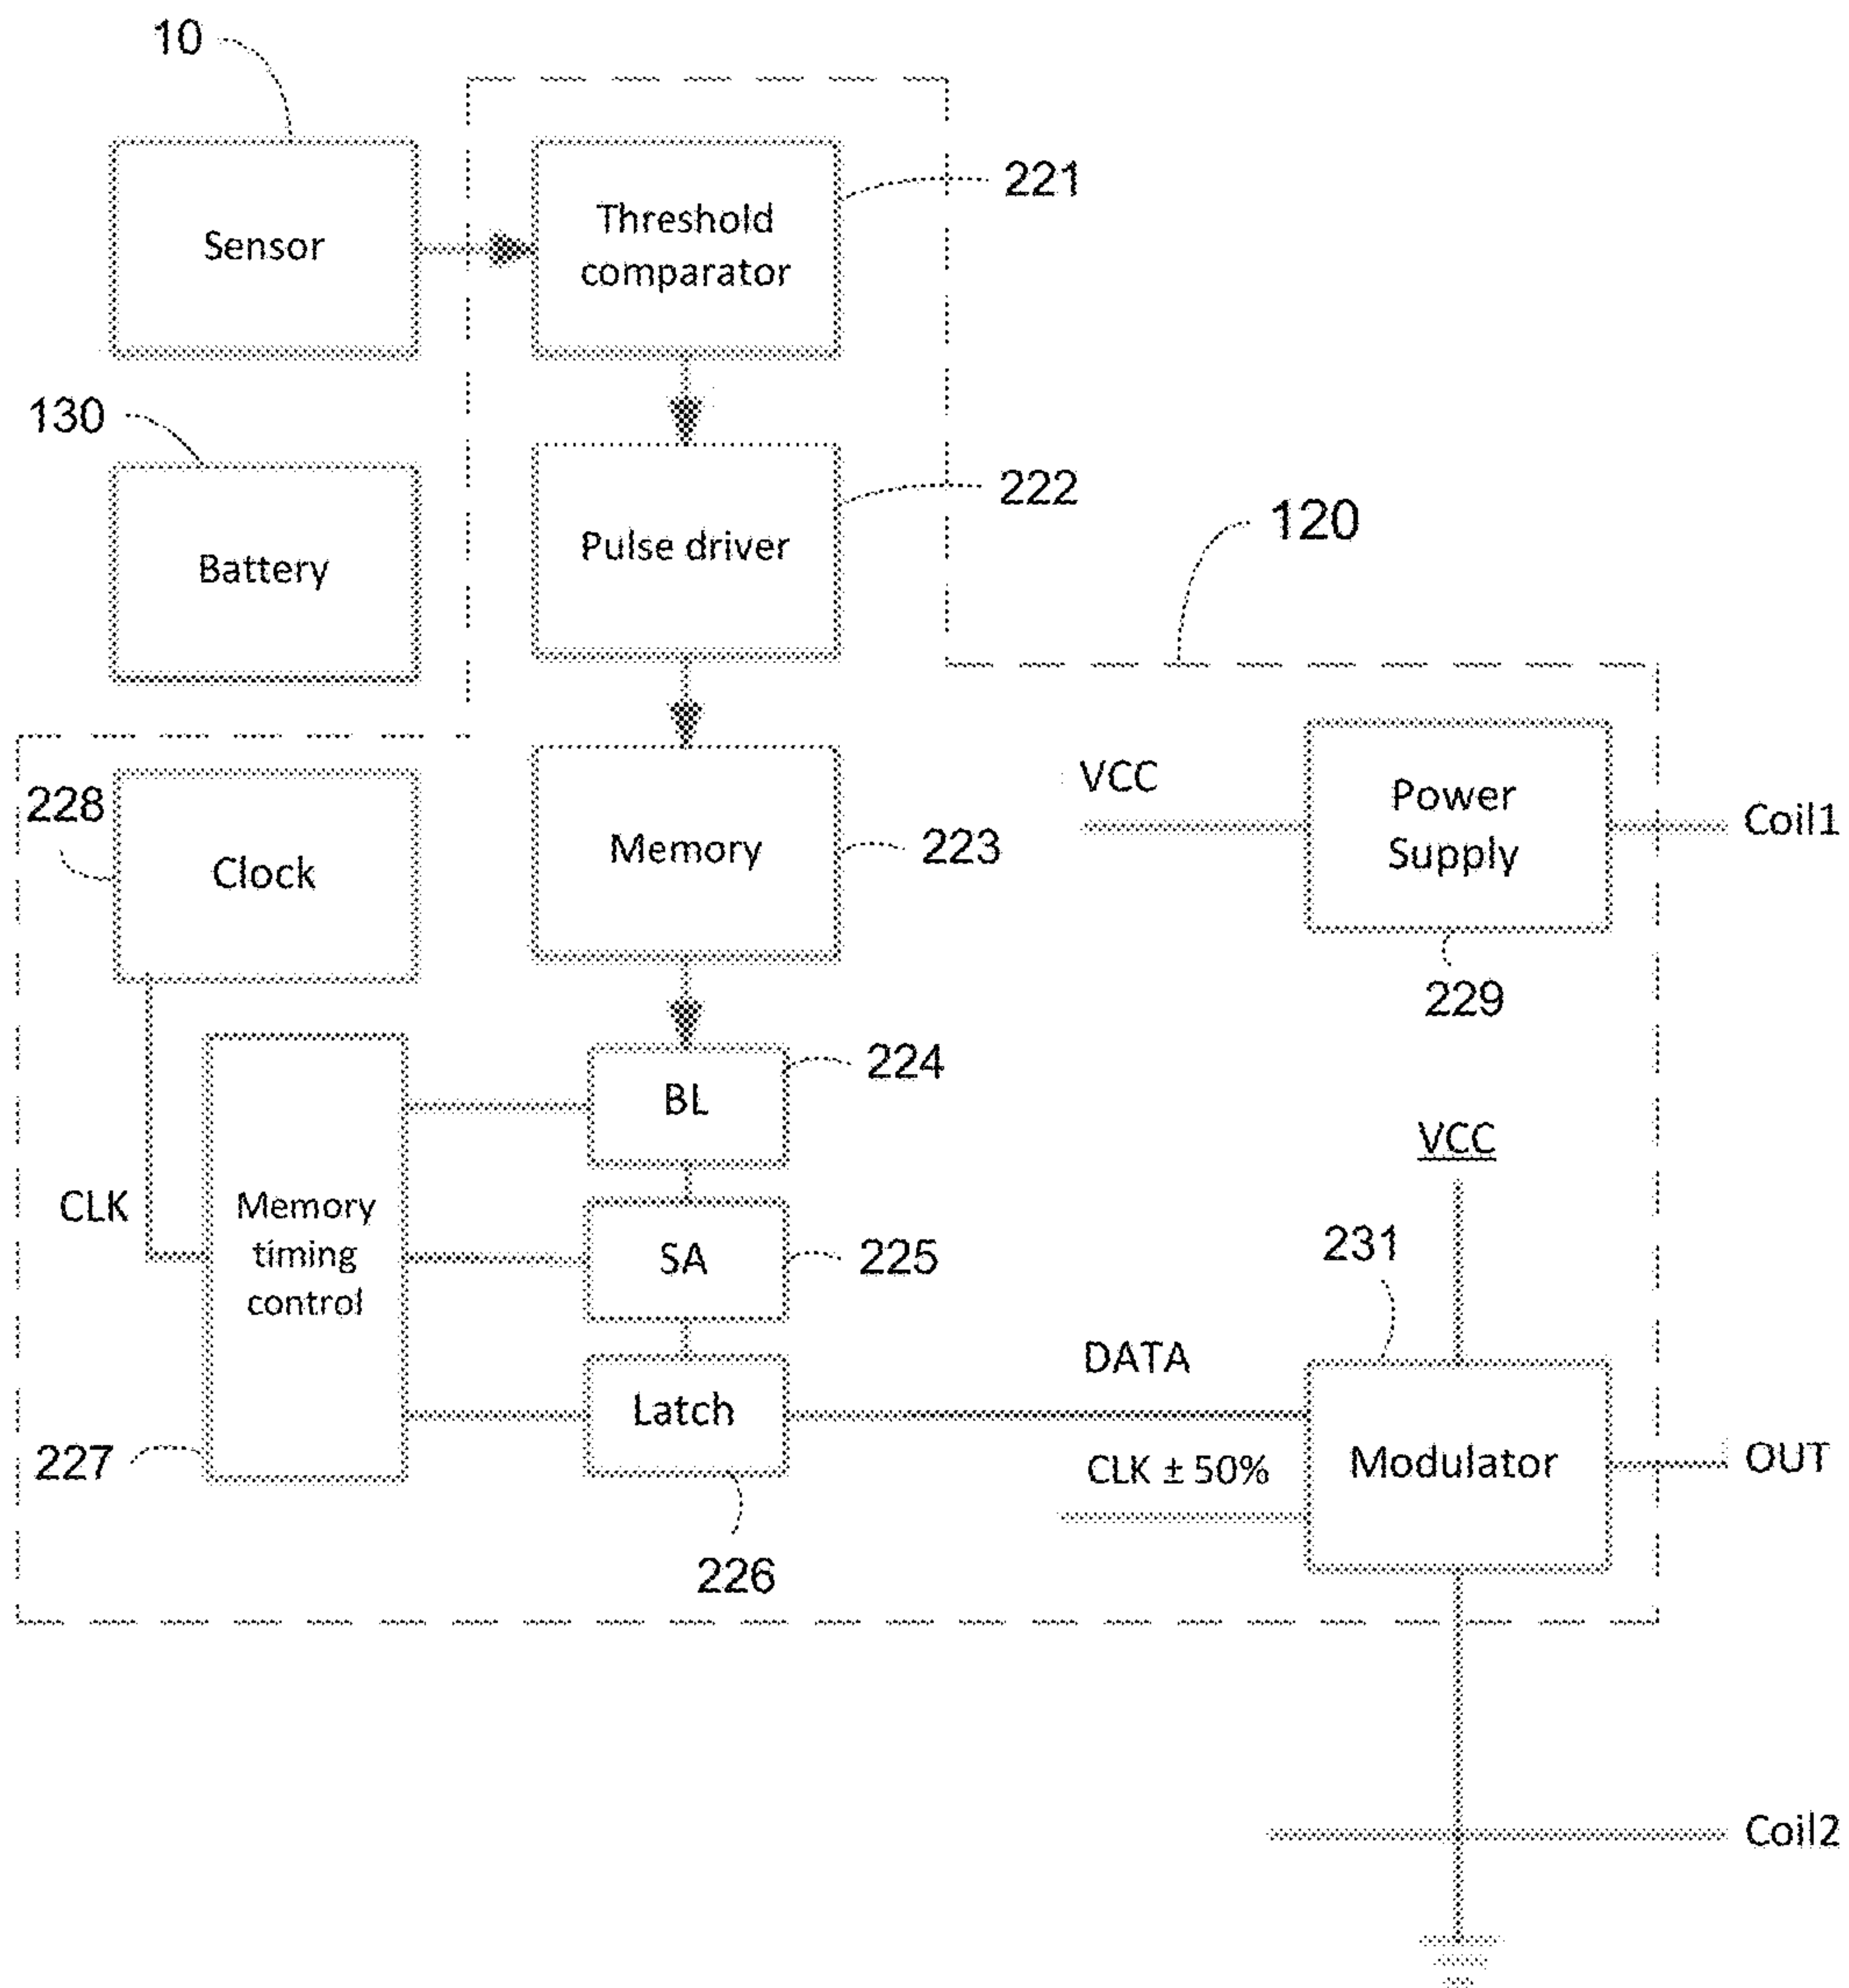 10
Sensor
Threshold
comparator
221
130
Battery
Pulse driver
222
120
228
Clock
Memory
223
VCC
Power
Supply
Coil1
229
BL
224
CLK
Memory
timing
control
SA
225
VCC
231
227
Latch
226
DATA
CLK ± 50%
Modulator
OUT
Coil2